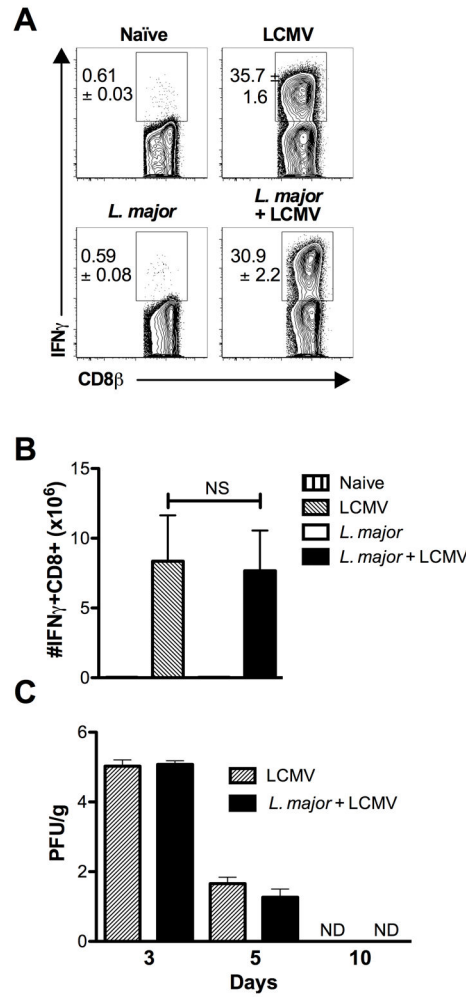 A
Naïve
LCMV
0.61
± 0.03
35.7 ±
1.6
L. major
L. major
+ LCMV
0.59
± 0.08
30.9
± 2.2
IFNγ
CD8β
B
15
10
5
0
#IFNγ+CD8+ (x10⁶)
NS
Naive
LCMV
L. major
L. major + LCMV
C
6
4
2
0
PFU/g
LCMV
L. major + LCMV
ND
ND
3
5
10
Days